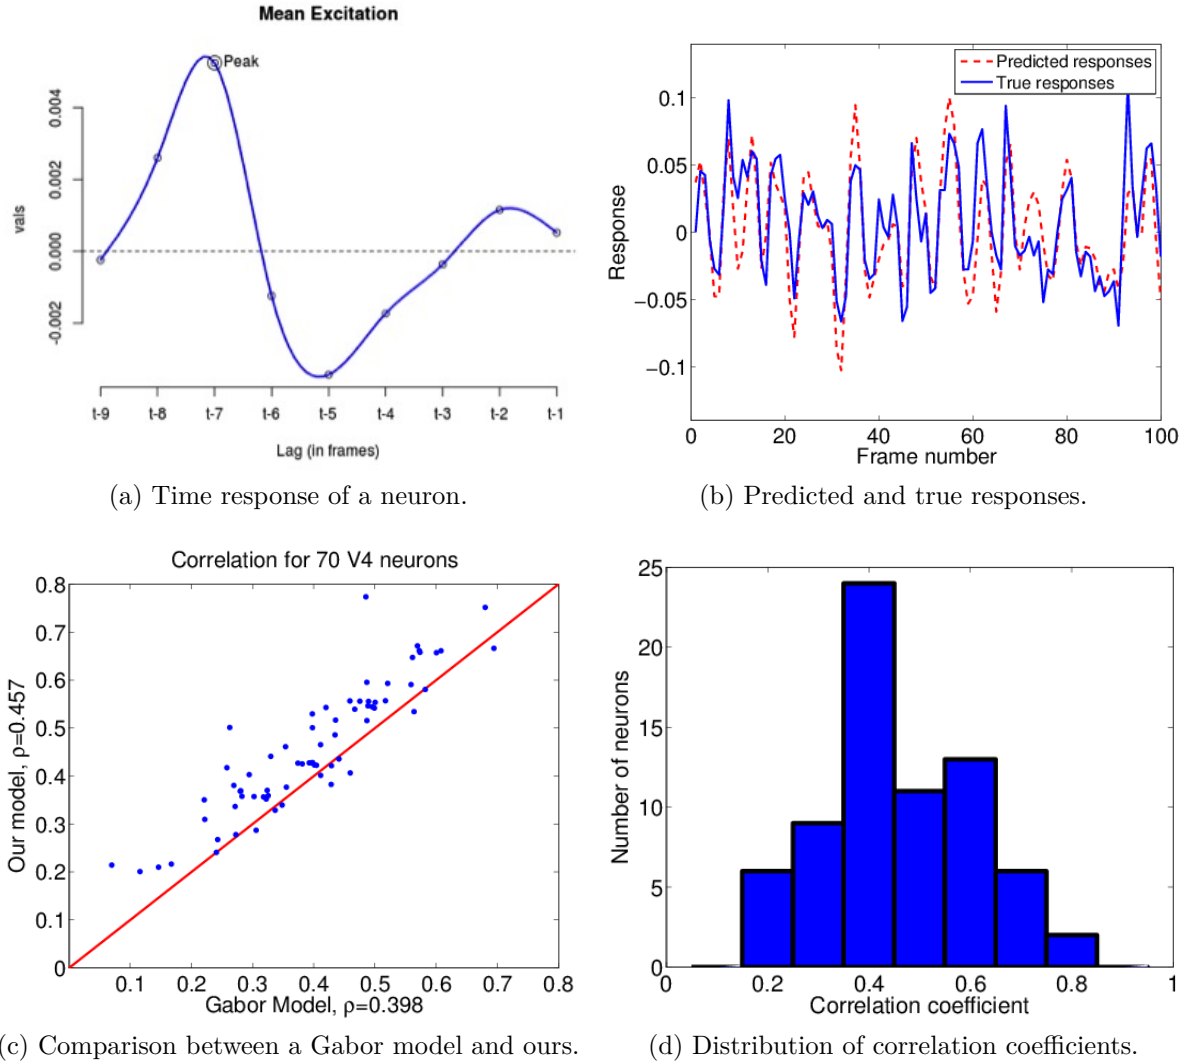 Mean Excitation
Peak
vals
0.004
0.002
0.000
-0.002
t-9 t-8 t-7 t-6 t-5 t-4 t-3 t-2 t-1
Lag (in frames)
(a) Time response of a neuron.
Predicted responses
True responses
Response
0.1
0.05
0
−0.05
−0.1
0 20 40 60 80 100
Frame number
(b) Predicted and true responses.
Correlation for 70 V4 neurons
Our model, ρ=0.457
0.8
0.7
0.6
0.5
0.4
0.3
0.2
0.1
0
0.1 0.2 0.3 0.4 0.5 0.6 0.7 0.8
Gabor Model, ρ=0.398
(c) Comparison between a Gabor model and ours.
Number of neurons
25
20
15
10
5
0
0 0.2 0.4 0.6 0.8 1
Correlation coefficient
(d) Distribution of correlation coefficients.